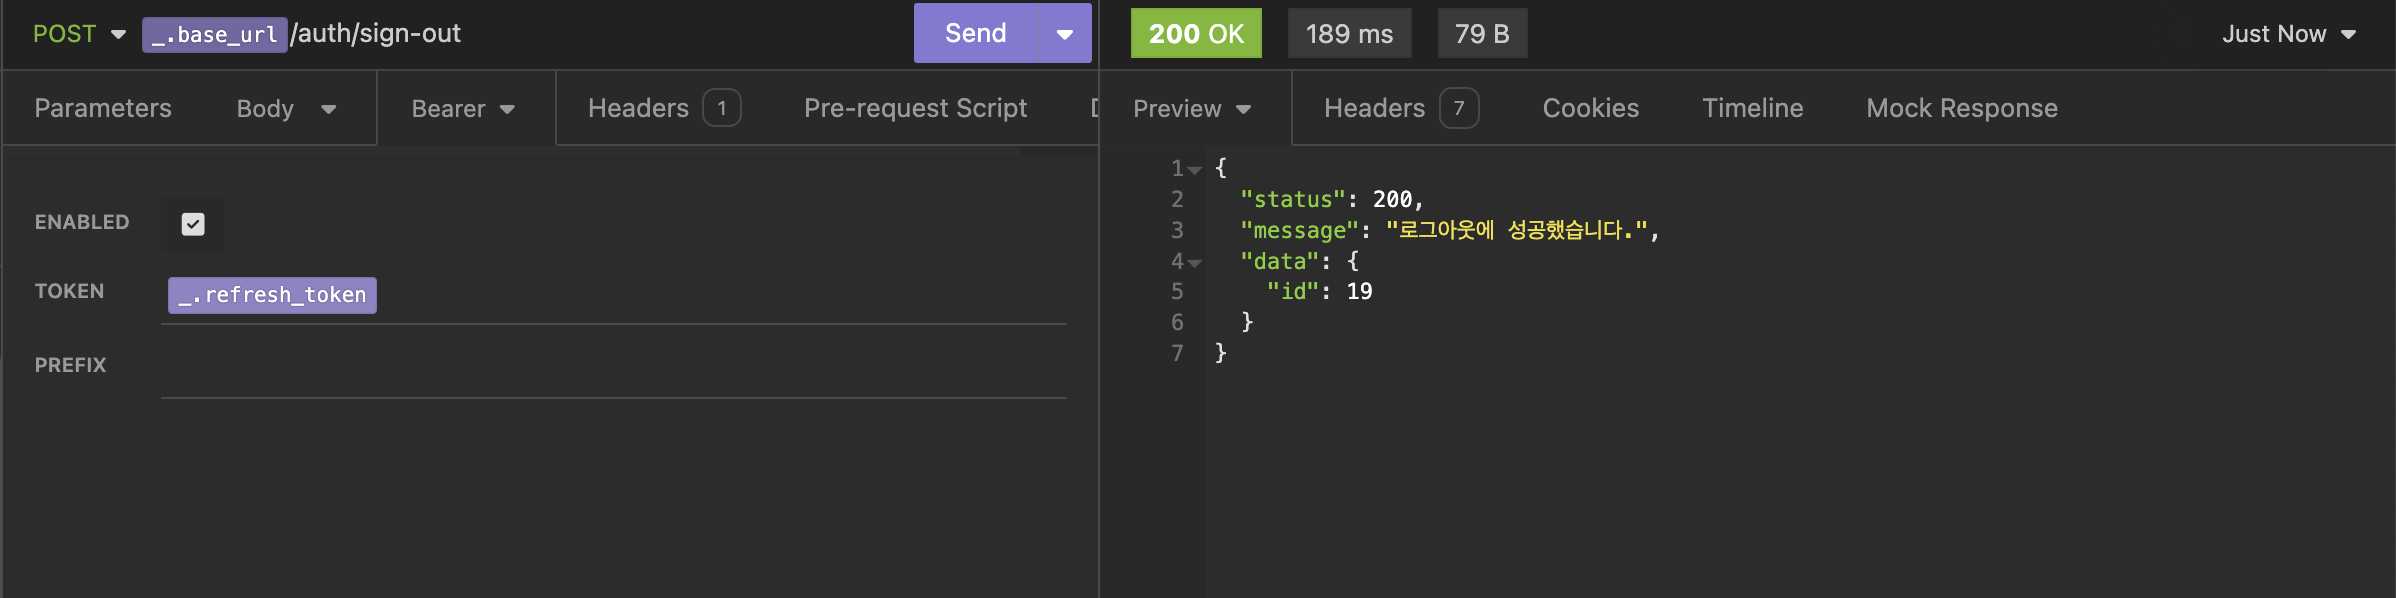 POST _.base_url/auth/sign-out Send
200 OK 189 ms 79 B Just Now
Parameters Body Bearer Headers 1 Pre-request Script
Preview Headers 7 Cookies Timeline Mock Response
ENABLED
TOKEN _.refresh_token
PREFIX
1 {
2 "status": 200,
3 "message": "로그아웃에 성공했습니다.",
4 "data": {
5 "id": 19
6 }
7 }